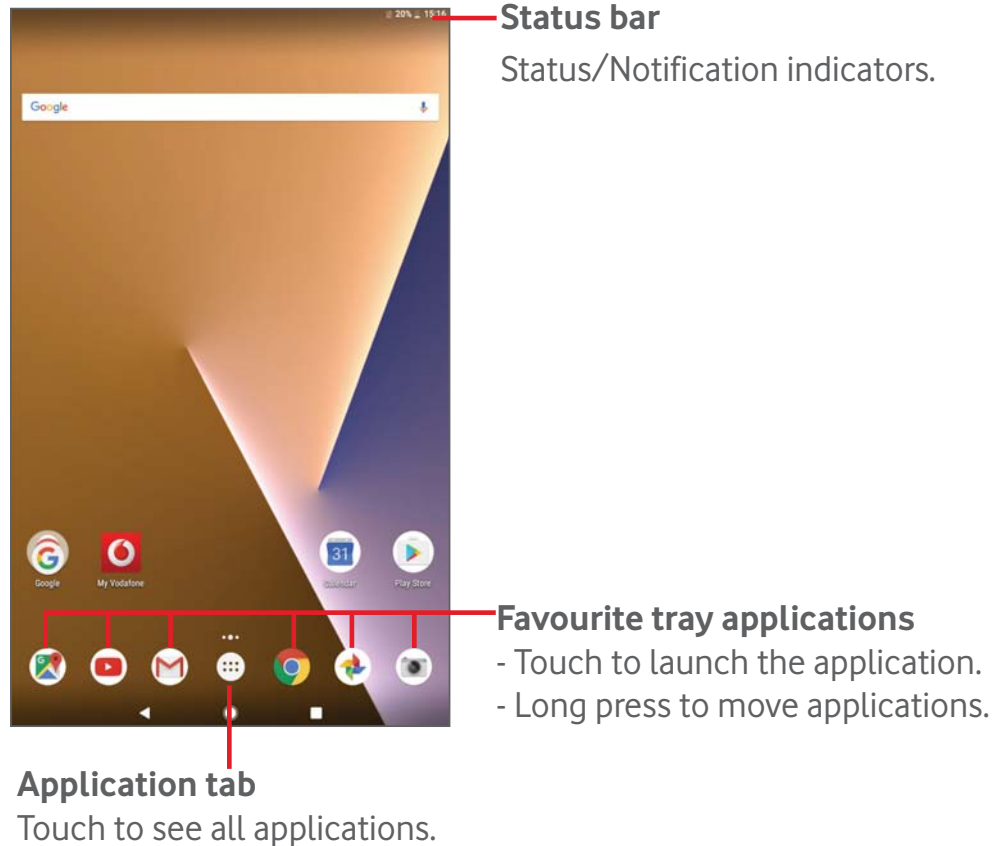 20% 15:16
Status bar
Status/Notification indicators.
Google
31
Google
My Vodafone
Calendar
Play Store
Favourite tray applications
- Touch to launch the application.
- Long press to move applications.
Application tab
Touch to see all applications.